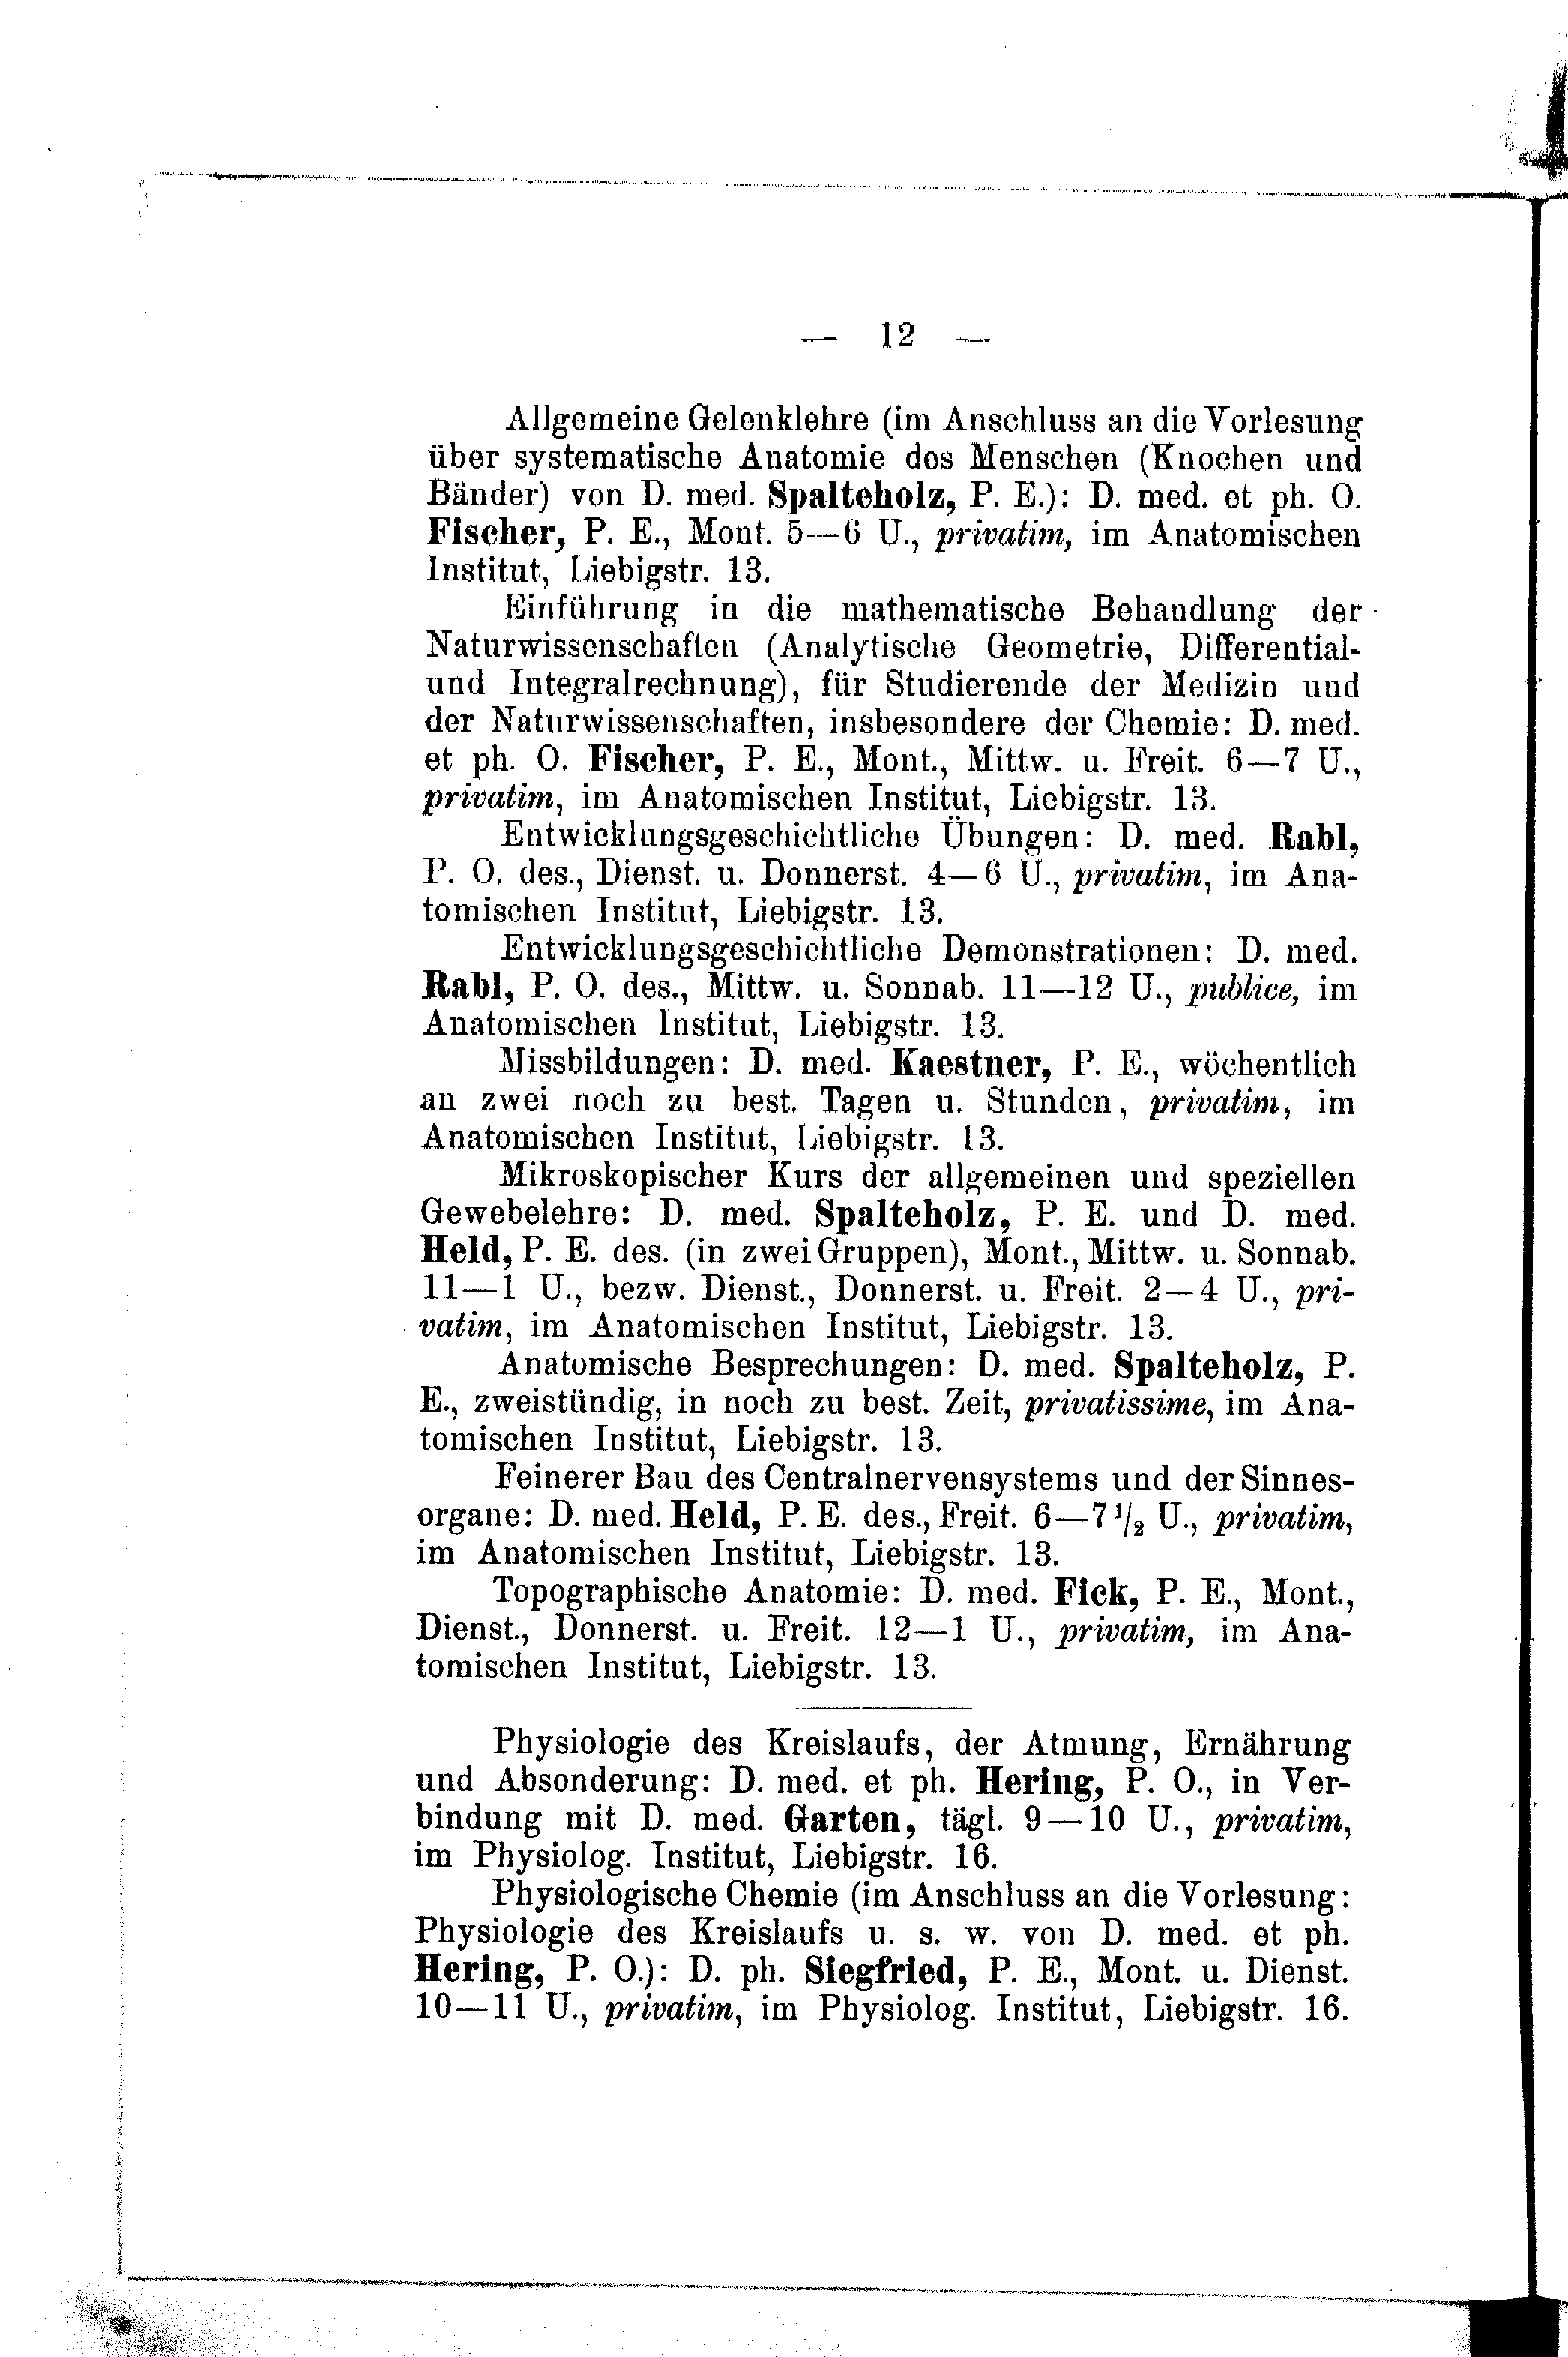 — 12 —
Allgemeine Gelenklehre (im Anschluss an die Vorlesung
über systematische Anatomie des Menschen (Knochen und
Bänder) von D. med. Spalteholz, P. E.): D. med. et ph. O.
Fischer, P. E., Mont. 5—6 U., privatim, im Anatomischen
Institut, Liebigstr. 13.
Einführung in die mathematische Behandlung der
Naturwissenschaften (Analytische Geometrie, Differential-
und Integralrechnung), für Studierende der Medizin und
der Naturwissenschaften, insbesondere der Chemie: D. med.
et ph. O. Fischer, P. E., Mont., Mittw. u. Freit. 6—7 U.,
privatim, im Anatomischen Institut, Liebigstr. 13.
Entwicklungsgeschichtliche Übungen: D. med. Rabl,
P. O. des., Dienst. u. Donnerst. 4—6 U., privatim, im Ana-
tomischen Institut, Liebigstr. 13.
Entwicklungsgeschichtliche Demonstrationen: D. med.
Rabl, P. O. des., Mittw. u. Sonnab. 11—12 U., publice, im
Anatomischen Institut, Liebigstr. 13.
Missbildungen: D. med. Kaestner, P. E., wöchentlich
an zwei noch zu best. Tagen u. Stunden, privatim, im
Anatomischen Institut, Liebigstr. 13.
Mikroskopischer Kurs der allgemeinen und speziellen
Gewebelehre: D. med. Spalteholz, P. E. und D. med.
Held, P. E. des. (in zwei Gruppen), Mont., Mittw. u. Sonnab.
11—1 U., bezw. Dienst., Donnerst. u. Freit. 2—4 U., pri-
vatim, im Anatomischen Institut, Liebigstr. 13.
Anatomische Besprechungen: D. med. Spalteholz, P.
E., zweistündig, in noch zu best. Zeit, privatissime, im Ana-
tomischen Institut, Liebigstr. 13.
Feinerer Bau des Centralnervensystems und der Sinnes-
organe: D. med. Held, P. E. des., Freit. 6—7 1/2 U., privatim,
im Anatomischen Institut, Liebigstr. 13.
Topographische Anatomie: D. med. Fick, P. E., Mont.,
Dienst., Donnerst. u. Freit. 12—1 U., privatim, im Ana-
tomischen Institut, Liebigstr. 13.
Physiologie des Kreislaufs, der Atmung, Ernährung
und Absonderung: D. med. et ph. Hering, P. O., in Ver-
bindung mit D. med. Garten, tägl. 9—10 U., privatim,
im Physiolog. Institut, Liebigstr. 16.
Physiologische Chemie (im Anschluss an die Vorlesung:
Physiologie des Kreislaufs u. s. w. von D. med. et ph.
Hering, P. O.): D. ph. Siegfried, P. E., Mont. u. Dienst.
10—11 U., privatim, im Physiolog. Institut, Liebigstr. 16.